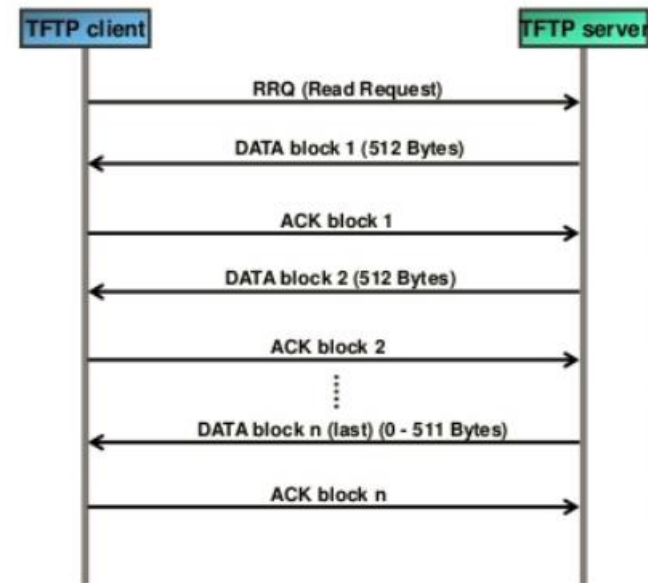 TFTP client
TFTP server
RRQ (Read Request)
DATA block 1 (512 Bytes)
ACK block 1
DATA block 2 (512 Bytes)
ACK block 2
DATA block n (last) (0 - 511 Bytes)
ACK block n